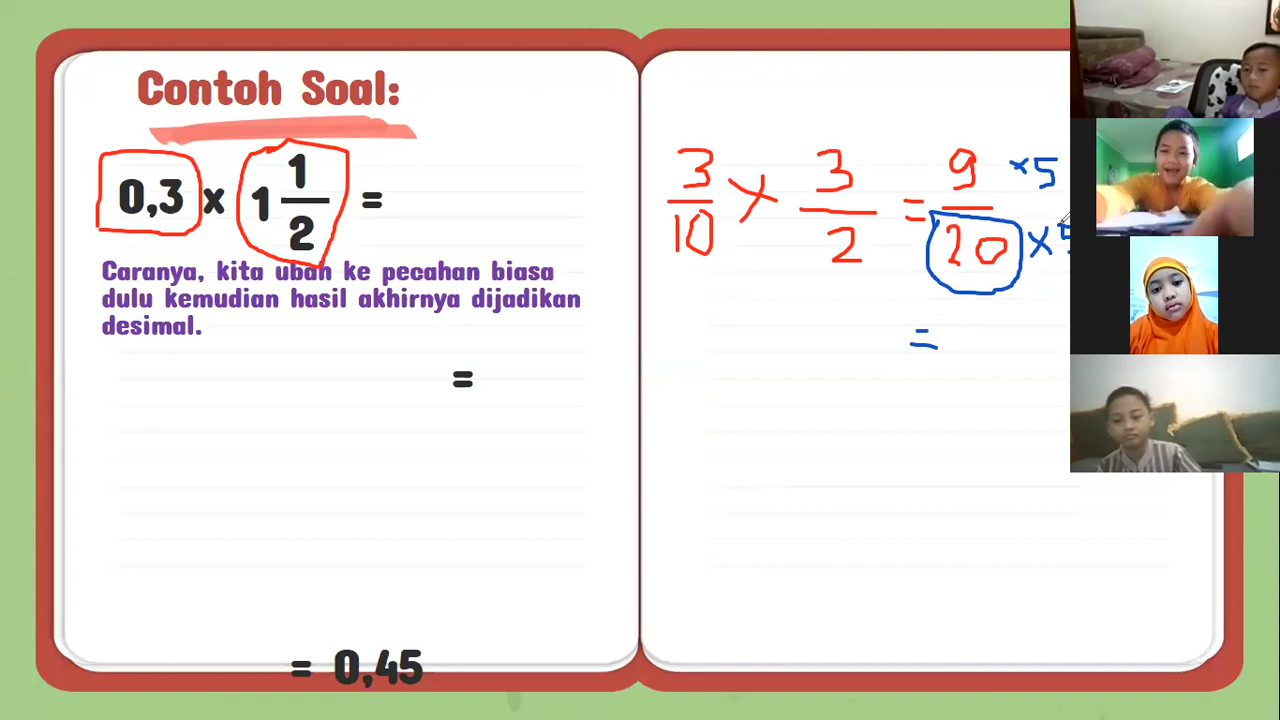 Contoh Soal:
0,3 x 1 1/2 =
Caranya, kita ubah ke pecahan biasa
dulu kemudian hasil akhirnya dijadikan
desimal.
=
= 0,45
3/10 x 3/2 = 9/20 x5 x5
=